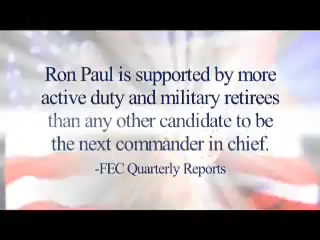 Ron Paul is supported by more
active duty and military retirees
than any other candidate to be
the next commander in chief.
-FEC Quarterly Reports